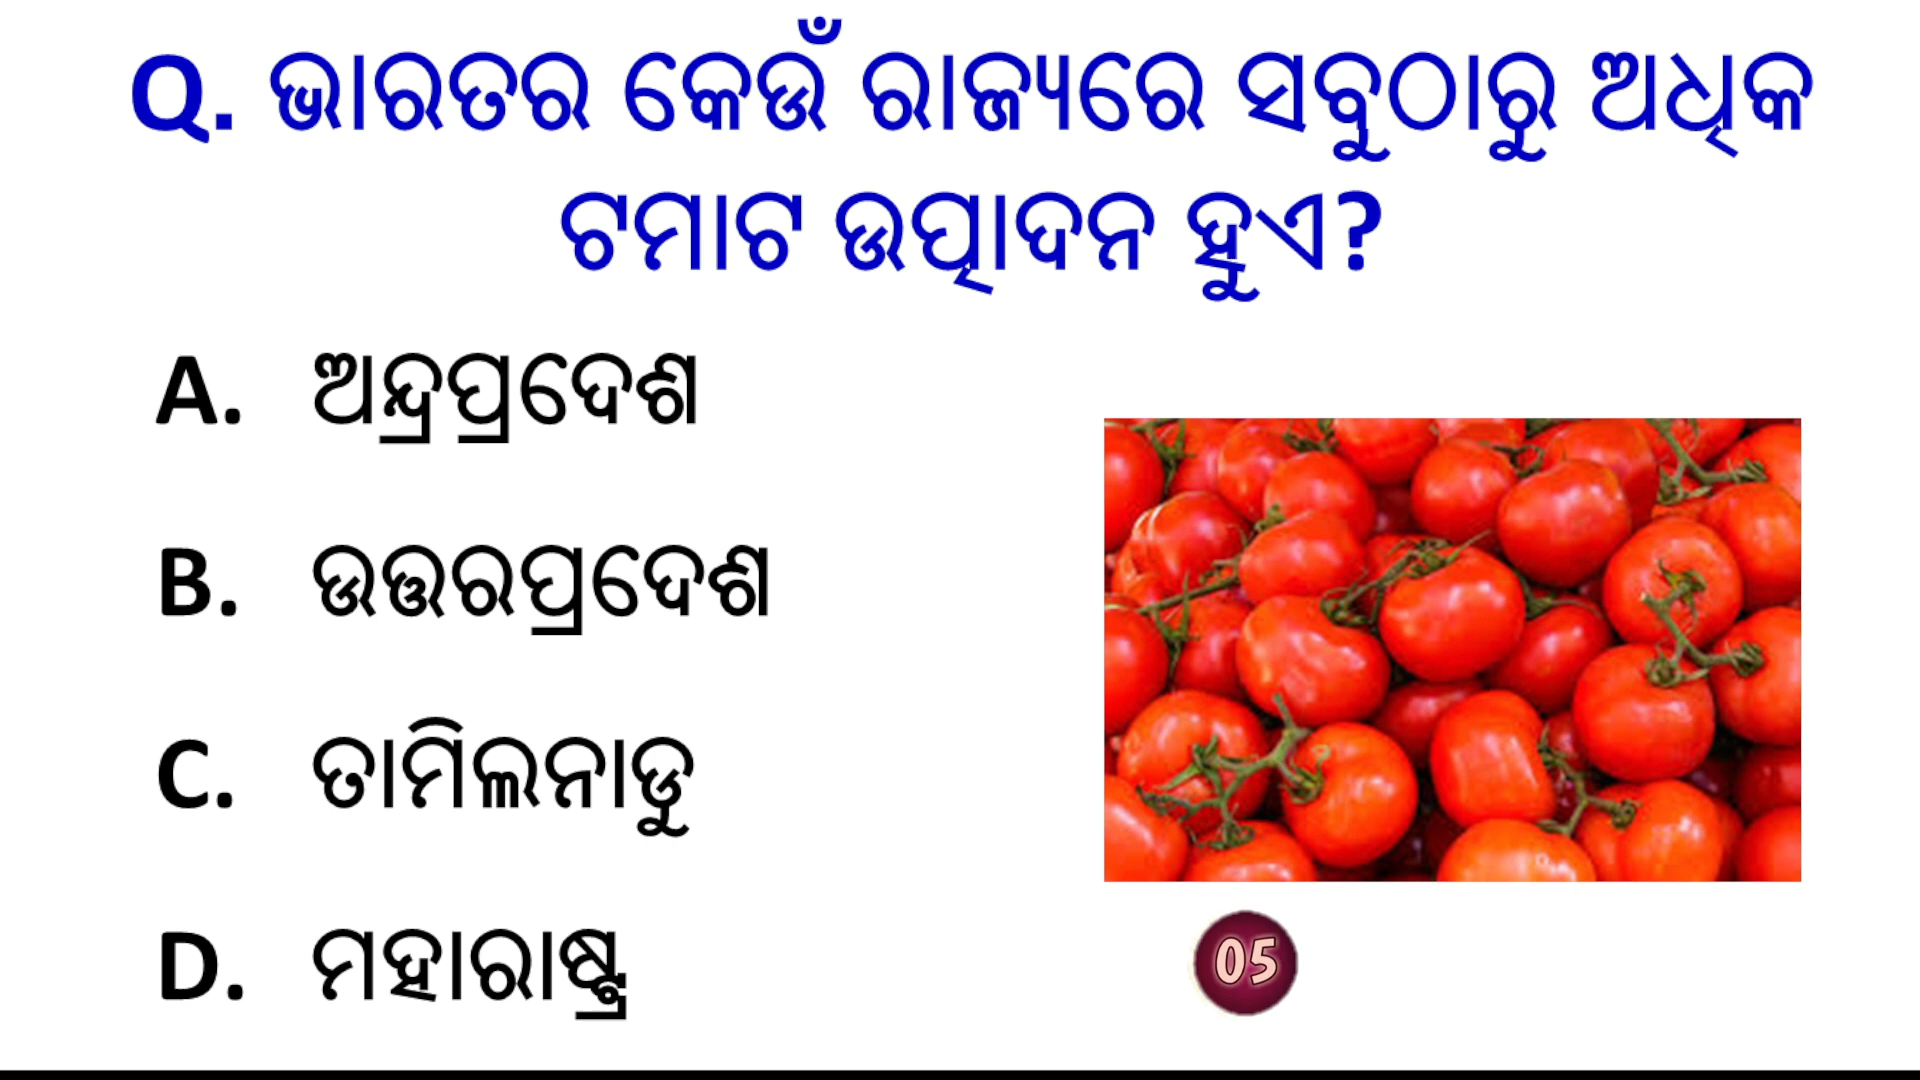 Q. ଭାରତର କେଉଁ ରାଜ୍ୟରେ ସବୁଠାରୁ ଅଧିକ
ଟମାଟ ଉତ୍ପାଦନ ହୁଏ?
A. ଅନ୍ଦ୍ରପ୍ରଦେଶ
B. ଉତ୍ତରପ୍ରଦେଶ
C. ତାମିଲନାଡୁ
D. ମହାରାଷ୍ଟ୍ର
05